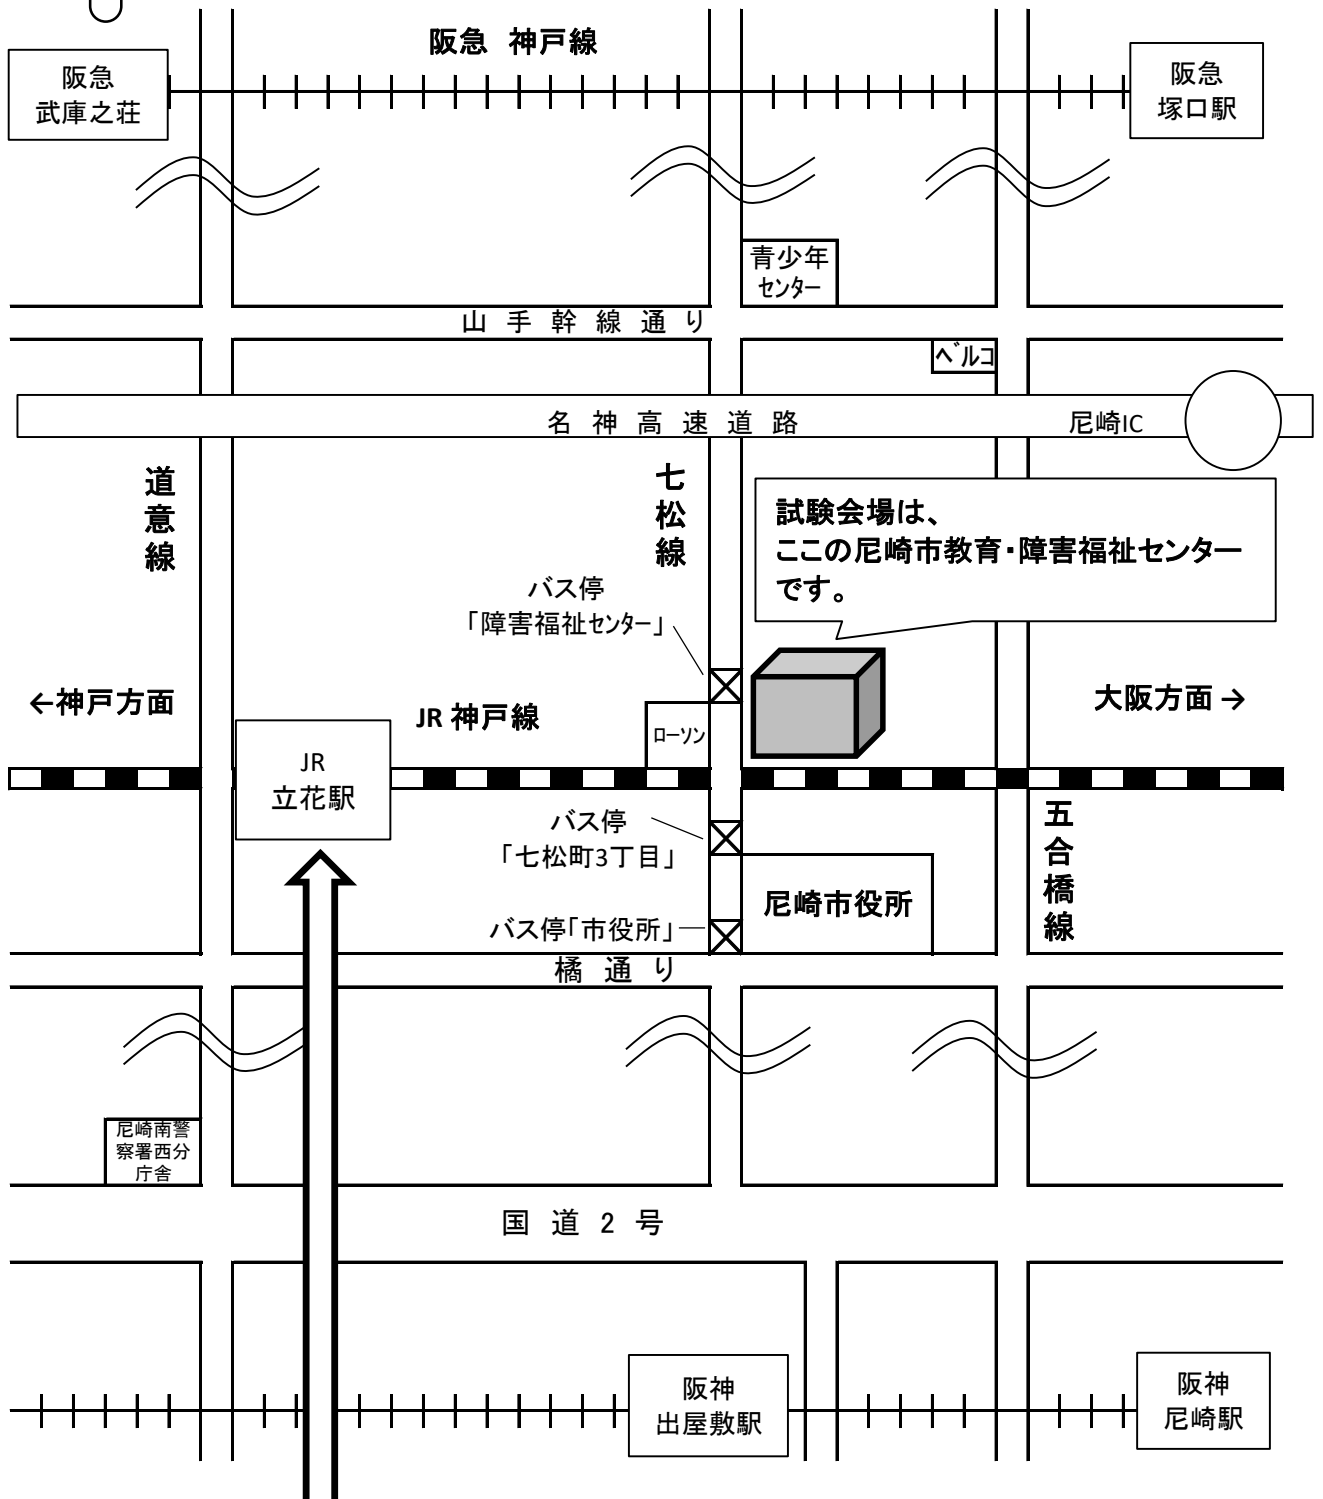 阪急 神戸線
阪急
武庫之荘
阪急
塚口駅
青少年
センター
山手幹線通り
ベルコ
名神高速道路
尼崎IC
道意線
七松線
試験会場は、
ここの尼崎市教育・障害福祉センター
です。
バス停
「障害福祉センター」
←神戸方面
JR 神戸線
ローソン
大阪方面→
JR
立花駅
バス停
「七松町3丁目」
五合橋線
尼崎市役所
バス停「市役所」
橘通り
尼崎南警
察署西分
庁舎
国道2号
阪神
出屋敷駅
阪神
尼崎駅